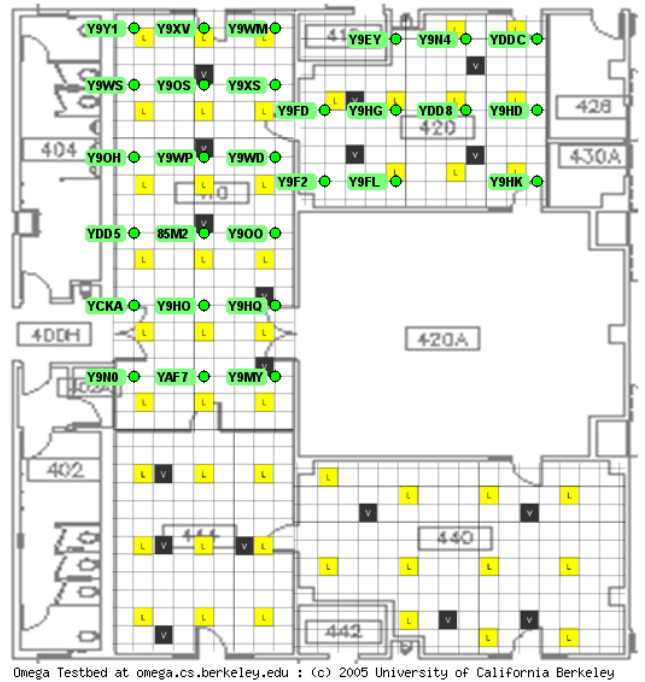 Y9Y1 Y9XV Y9WM
Y9EY Y9N4 YDDC
Y9WS Y9OS Y9XS
Y9FD Y9HG YDD8 Y9HD
428
420
404
Y9OH Y9WP Y9WD
430A
Y9F2 Y9FL Y9HK
YDD5 85M2 Y9OO
YCKA Y9HO Y9HQ
400H
420A
Y9N0 YAF7 Y9MY
402
440
442
Omega Testbed at omega.cs.berkeley.edu : (c) 2005 University of California Berkeley